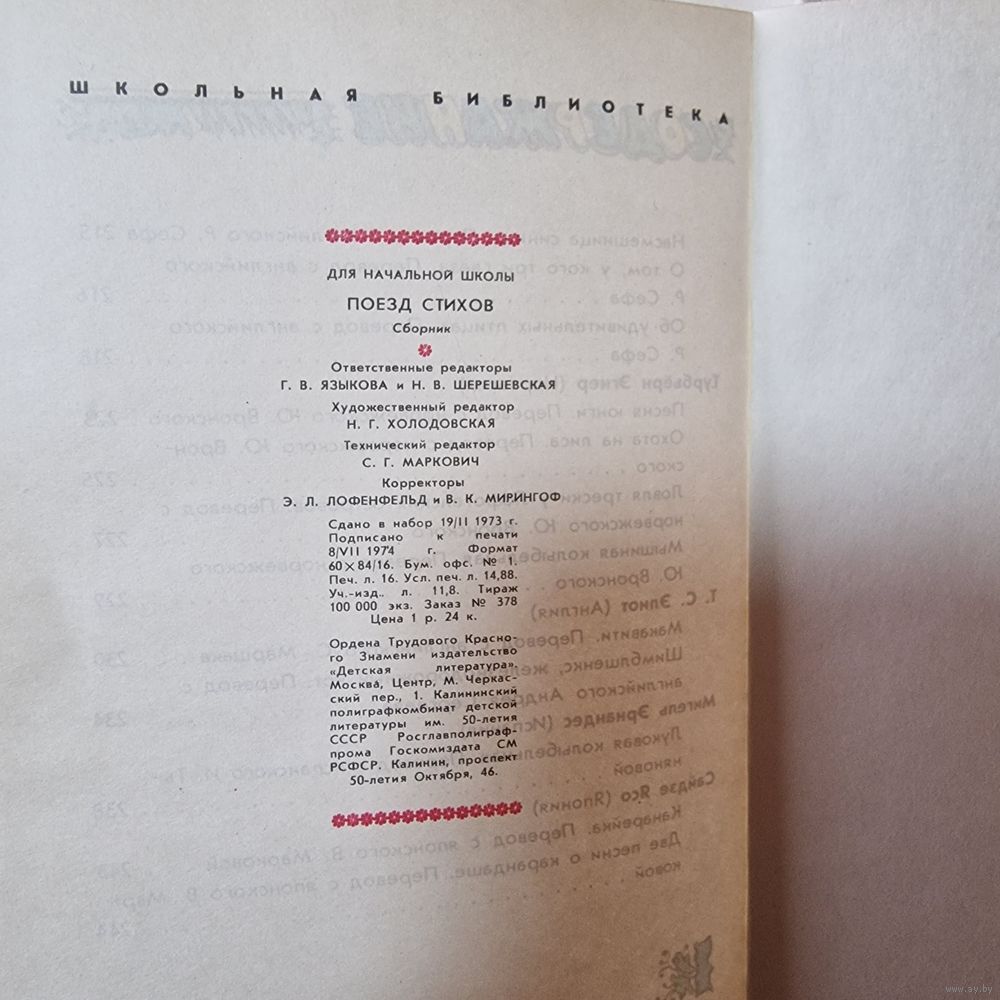 ШКОЛЬНАЯ БИБЛИОТЕКА
ДЛЯ НАЧАЛЬНОЙ ШКОЛЫ
ПОЕЗД СТИХОВ
Сборник
Ответственные редакторы
Г. В. ЯЗЫКОВА и Н. В. ШЕРЕШЕВСКАЯ
Художественный редактор
Н. Г. ХОЛОДОВСКАЯ
Технический редактор
С. Г. МАРКОВИЧ
Корректоры
Э. Л. ЛОФЕНФЕЛЬД и В. К. МИРИНГОФ
Сдано в набор 19/II 1973 г.
Подписано к печати
8/VII 1974 г. Формат
60×84/16. Бум. офс. № 1.
Печ. л. 16. Усл. печ. л. 14,88.
Уч.-изд. л. 11,8. Тираж
100 000 экз. Заказ № 378
Цена 1 р. 24 к.
Ордена Трудового Красно-
го Знамени издательство
«Детская литература».
Москва, Центр, М. Черкас-
ский пер., 1. Калининский
полиграфкомбинат детской
литературы им. 50-летия
СССР Росглавполиграф-
прома Госкомиздата СМ
РСФСР. Калинин, проспект
50-летия Октября, 46.
www.ay.by